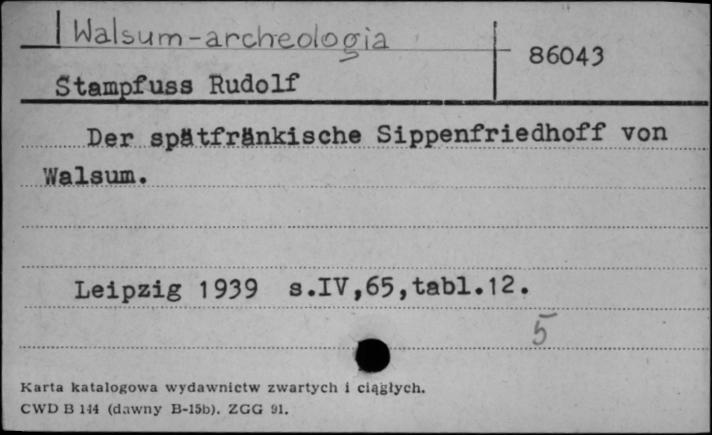 Walsum-archeologia
86043
Stampfuss Rudolf
Der spätfränkische Sippenfriedhoff von
Walsum.
Leipzig 1939 s.IV,65,tabl.12.
5
Karta katalogowa wydawnictw zwartych i ciągłych.
CWD B 144 (dawny B-15b). ZGG 91.